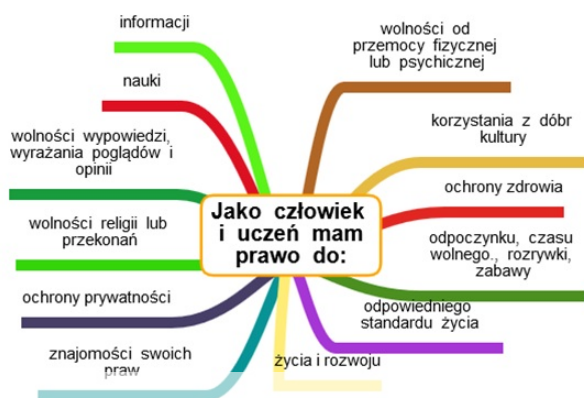 informacji
nauki
wolności wypowiedzi,
wyrażania poglądów i
opinii
wolności religii lub
przekonań
ochrony prywatności
znajomości swoich
praw
Jako człowiek
i uczeń mam
prawo do:
wolności od
przemocy fizycznej
lub psychicznej
korzystania z dóbr
kultury
ochrony zdrowia
odpoczynku, czasu
wolnego., rozrywki,
zabawy
odpowiedniego
standardu życia
życia i rozwoju